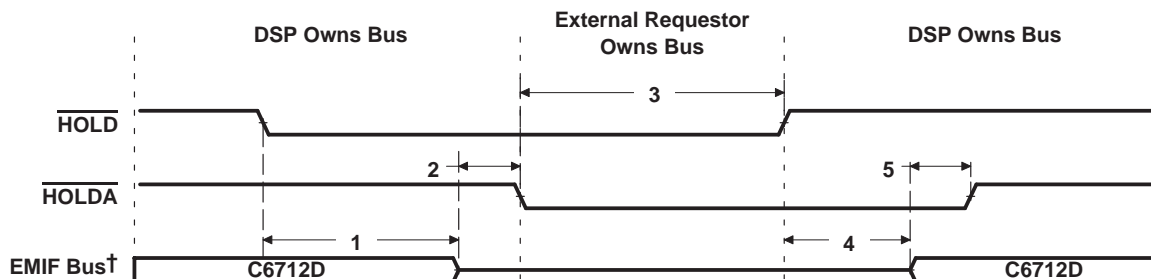 DSP Owns Bus
External Requestor
Owns Bus
DSP Owns Bus
3
HOLD
2
5
HOLDA
1
4
EMIF Bus†
C6712D
C6712D